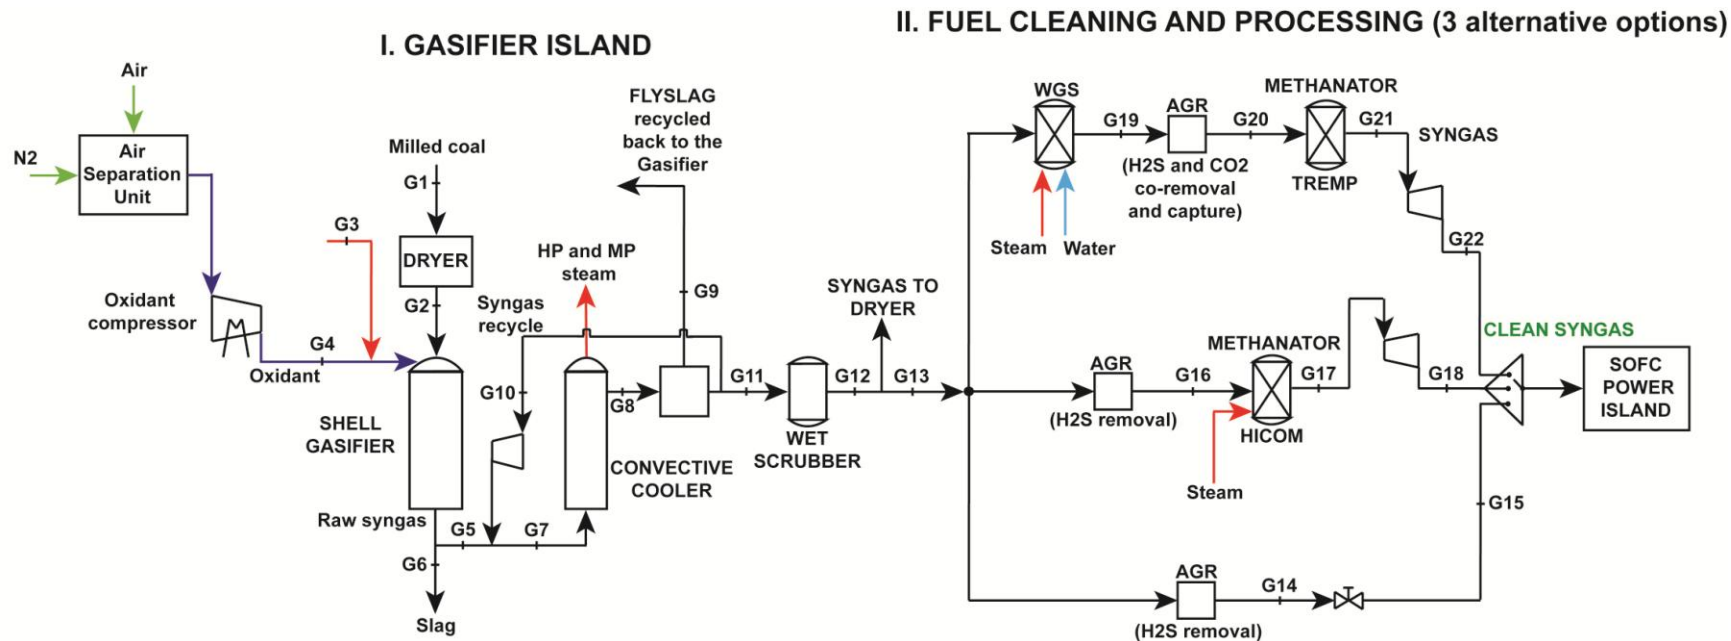 II. FUEL CLEANING AND PROCESSING (3 alternative options)
I. GASIFIER ISLAND
Air
N2
Air
Separation
Unit
Milled coal
G1
DRYER
G2
G3
Oxidant
compressor
G4
Oxidant
SHELL
GASIFIER
Raw syngas
G5
G6
Slag
G7
HP and MP
steam
Syngas
recycle
G10
CONVECTIVE
COOLER
G8
FLYSLAG
recycled
back to the
Gasifier
G9
G11
WET
SCRUBBER
G12
SYNGAS TO
DRYER
G13
WGS
Steam
Water
G19
AGR
(H2S and CO2
co-removal
and capture)
G20
METHANATOR
TREMP
G21
SYNGAS
G22
AGR
(H2S removal)
G16
METHANATOR
HICOM
Steam
G17
G18
CLEAN SYNGAS
SOFC
POWER
ISLAND
G15
AGR
(H2S removal)
G14